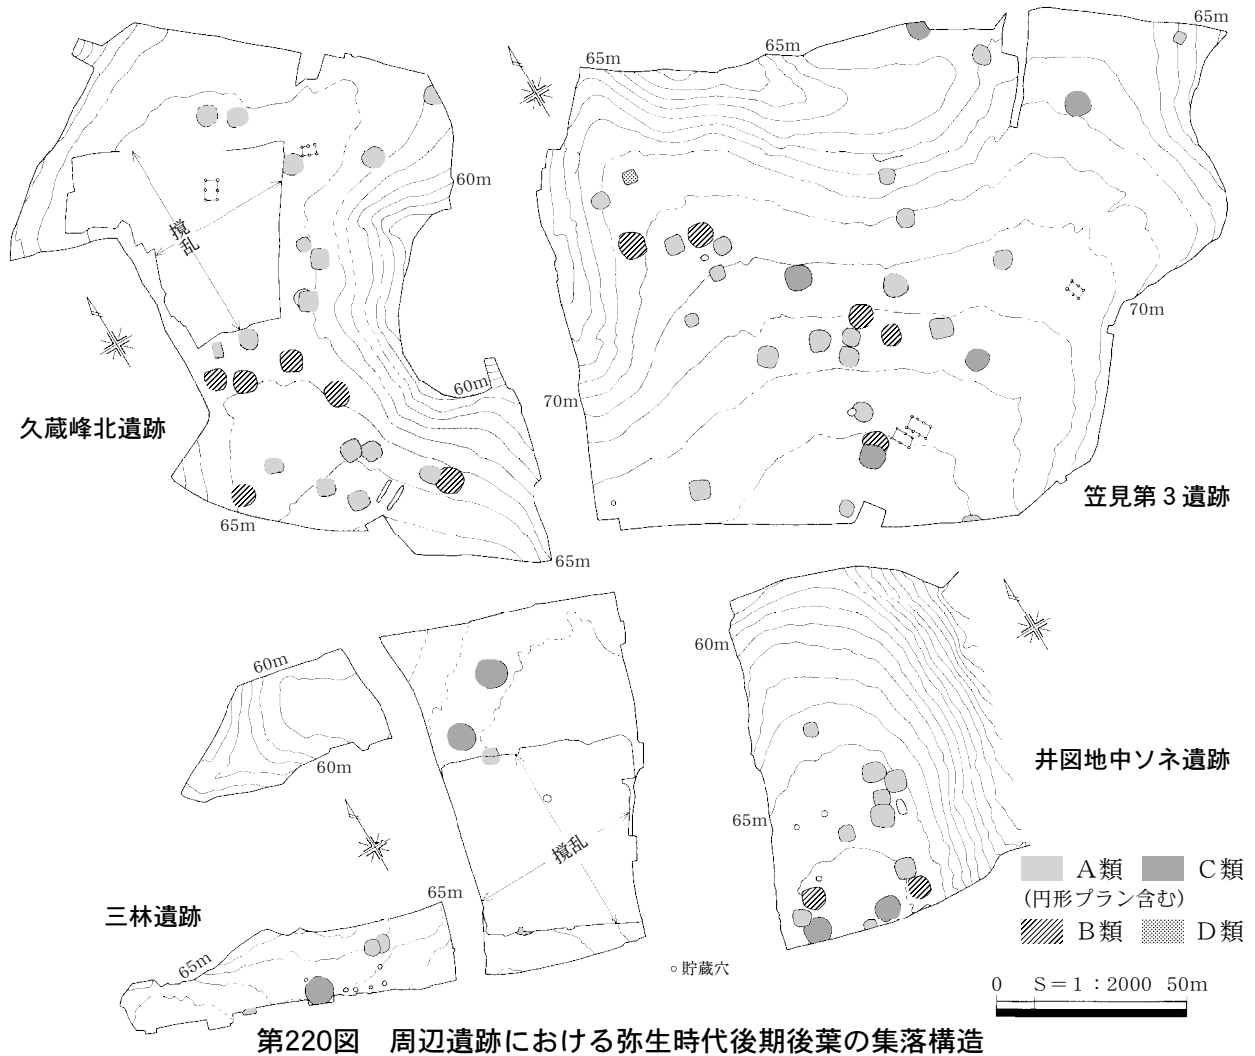 65m
65m
65m
60m
撹乱
70m
60m
70m
久蔵峰北遺跡
65m
笠見第３遺跡
65m
60m
60m
60m
井図地中ソネ遺跡
65m
撹乱
65m
三林遺跡
65m
Ａ類
Ｃ類
(円形プラン含む)
Ｂ類
Ｄ類
貯蔵穴
0 S＝1：2000 50m
第220図 周辺遺跡における弥生時代後期後葉の集落構造